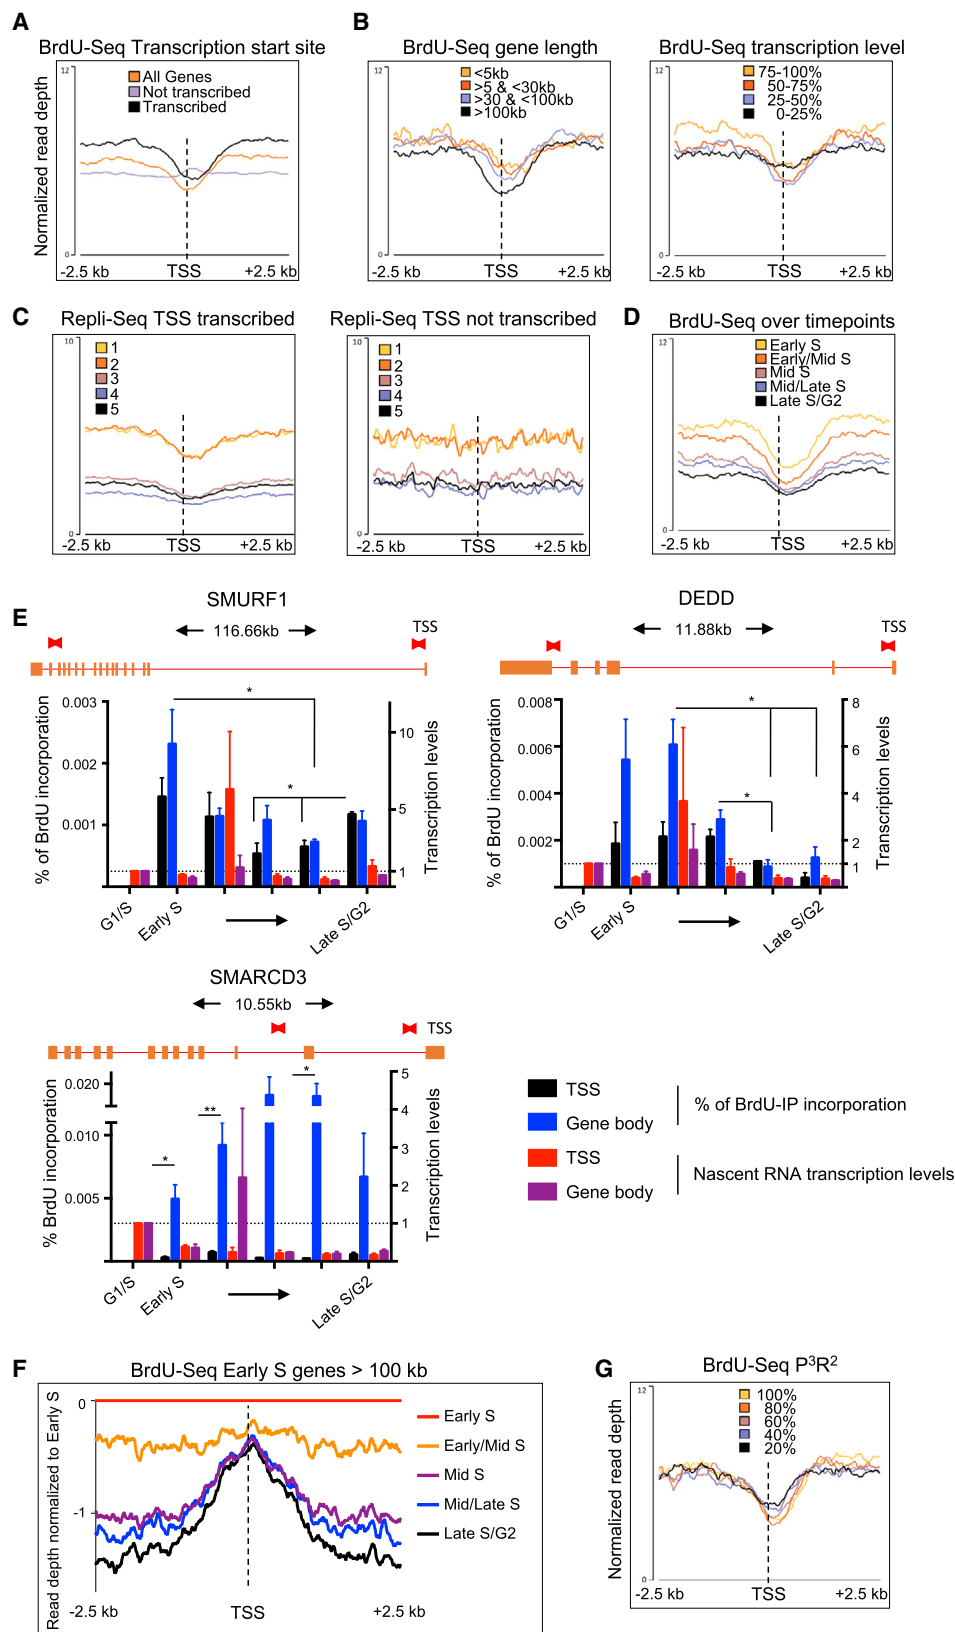 A
BrdU-Seq Transcription start site
Normalized read depth
12
0
All Genes
Not transcribed
Transcribed
-2.5 kb TSS +2.5 kb
B
BrdU-Seq gene length
12
0
<5kb
>5 & <30kb
>30 & <100kb
>100kb
-2.5 kb TSS +2.5 kb
BrdU-Seq transcription level
12
0
75-100%
50-75%
25-50%
0-25%
-2.5 kb TSS +2.5 kb
C
Repli-Seq TSS transcribed
10
0
1
2
3
4
5
-2.5 kb TSS +2.5 kb
Repli-Seq TSS not transcribed
10
0
1
2
3
4
5
-2.5 kb TSS +2.5 kb
D
BrdU-Seq over timepoints
12
0
Early S
Early/Mid S
Mid S
Mid/Late S
Late S/G2
-2.5 kb TSS +2.5 kb
E
SMURF1
116.66kb
TSS
% of BrdU incorporation
0.003
0.002
0.001
*
*
10
5
1
Transcription levels
G1/S
Early S
Late S/G2
DEDD
11.88kb
TSS
% of BrdU incorporation
0.008
0.006
0.004
0.002
*
*
8
6
4
2
1
Transcription levels
G1/S
Early S
Late S/G2
SMARCD3
10.55kb
TSS
% BrdU incorporation
0.020
0.010
0.005
*
**
*
5
4
3
2
1
Transcription levels
G1/S
Early S
Late S/G2
TSS
Gene body
% of BrdU-IP incorporation
TSS
Gene body
Nascent RNA transcription levels
F
BrdU-Seq Early S genes > 100 kb
Read depth normalized to Early S
0
-1
Early S
Early/Mid S
Mid S
Mid/Late S
Late S/G2
-2.5 kb TSS +2.5 kb
G
BrdU-Seq P³R²
Normalized read depth
12
0
100%
80%
60%
40%
20%
-2.5 kb TSS +2.5 kb